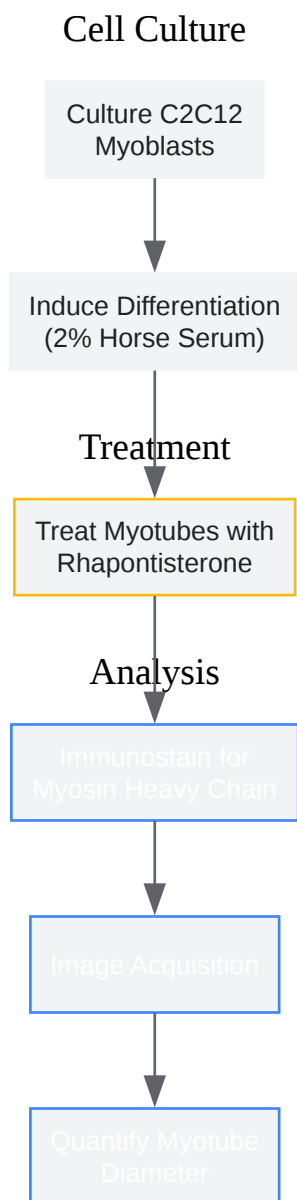 Cell Culture
Culture C2C12
Myoblasts
Induce Differentiation
(2% Horse Serum)
Treatment
Treat Myotubes with
Rhapontisterone
Analysis
Immunostain for
Myosin Heavy Chain
Image Acquisition
Quantify Myotube
Diameter